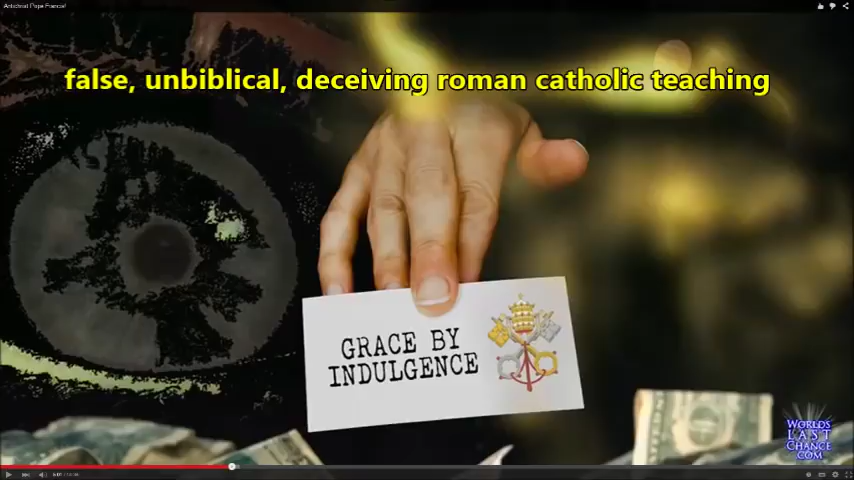 Antichrist Pope Francis!
false, unbiblical, deceiving roman catholic teaching
GRACE BY
INDULGENCE
WORLDS
LAST
CHANCE
.COM